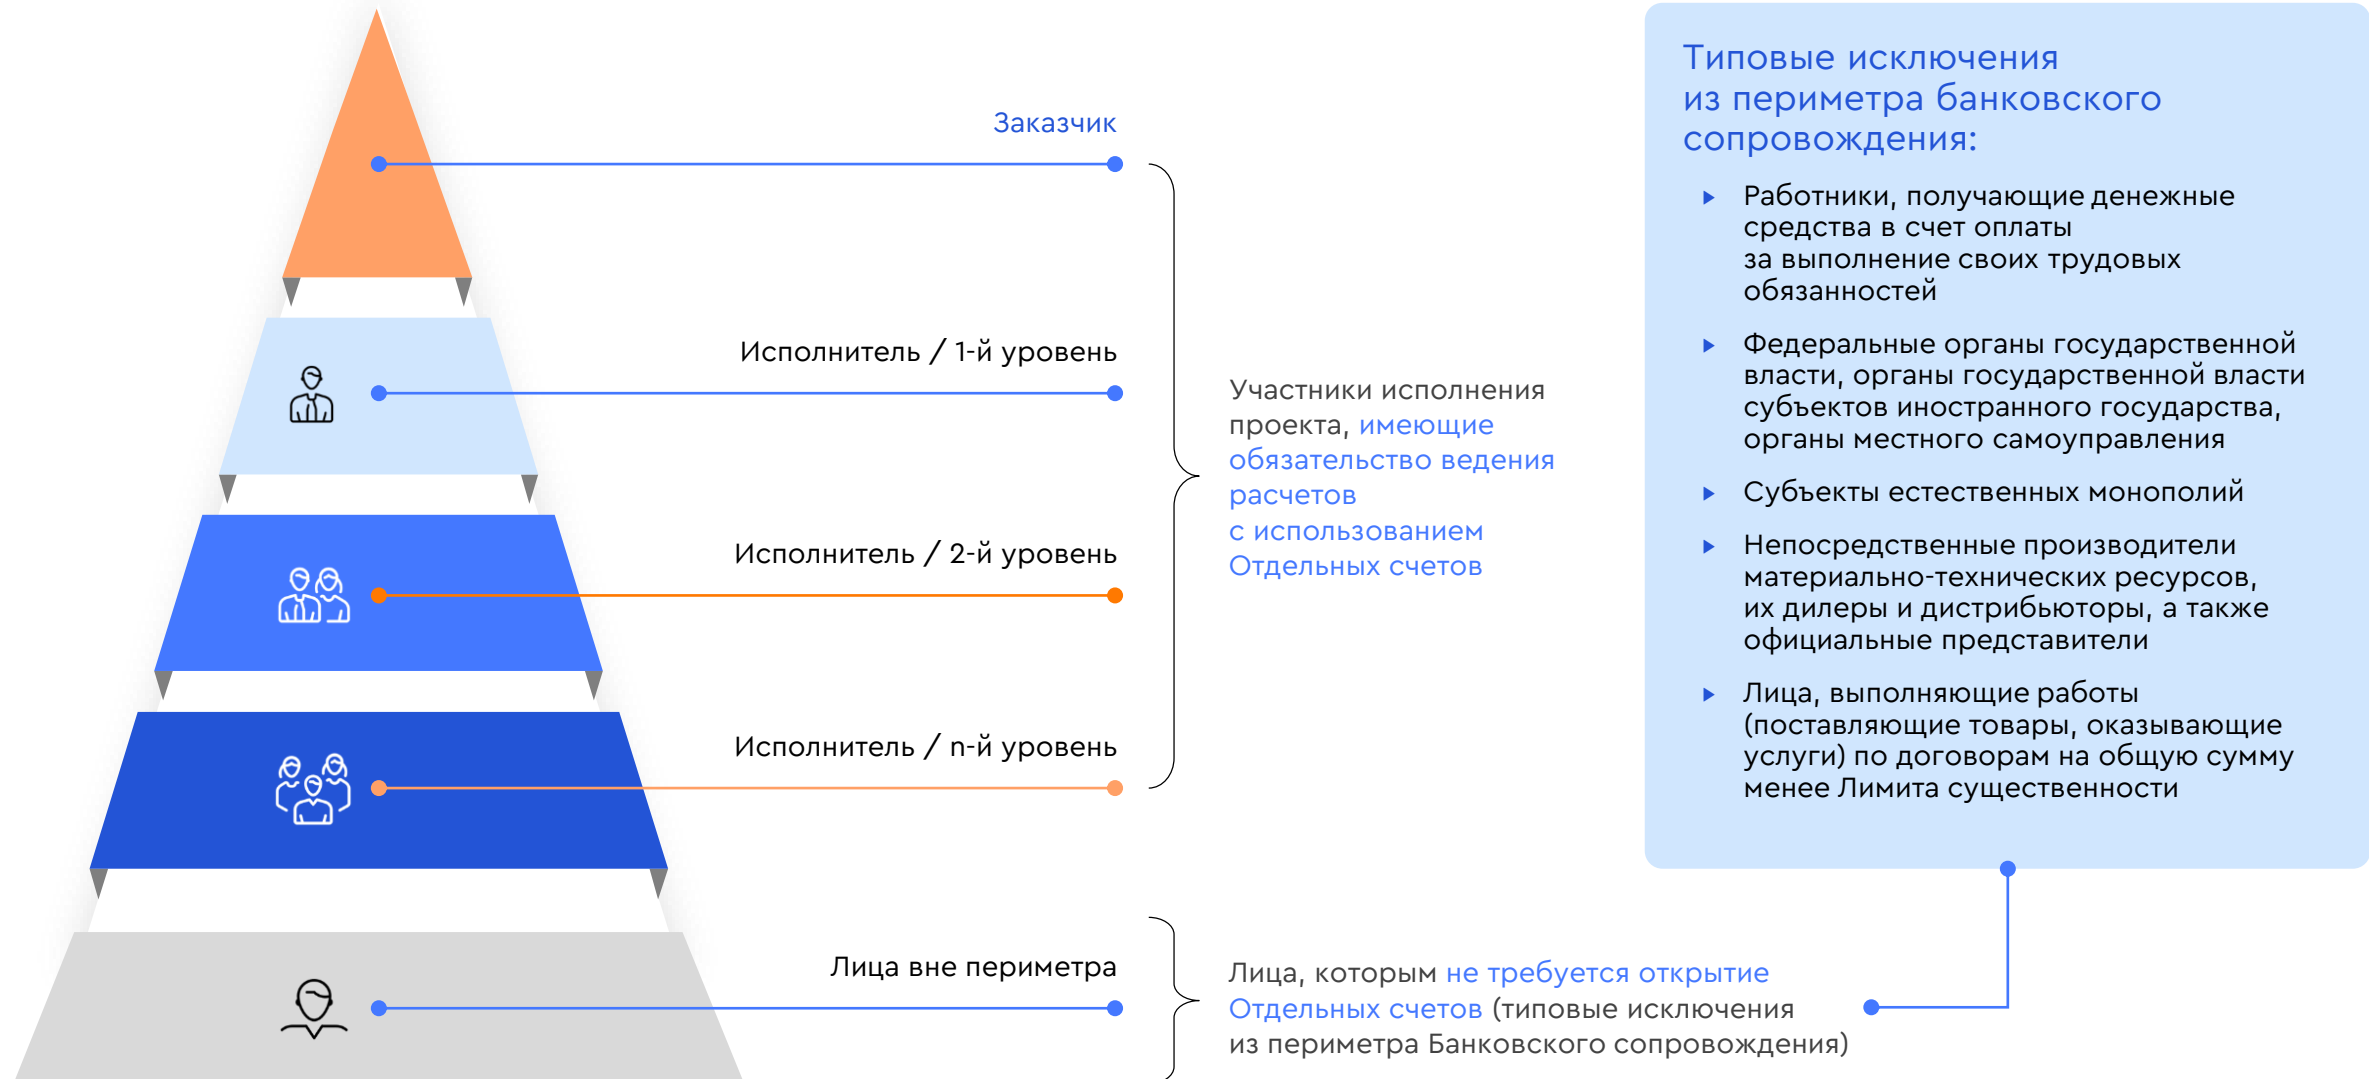 Заказчик
Исполнитель / 1-й уровень
Исполнитель / 2-й уровень
Исполнитель / n-й уровень
Лица вне периметра
Участники исполнения
проекта, имеющие
обязательство ведения
расчетов
с использованием
Отдельных счетов
Лица, которым не требуется открытие
Отдельных счетов (типовые исключения
из периметра Банковского сопровождения)
Типовые исключения
из периметра банковского
сопровождения:
Работники, получающие денежные
средства в счет оплаты
за выполнение своих трудовых
обязанностей
Федеральные органы государственной
власти, органы государственной власти
субъектов иностранного государства,
органы местного самоуправления
Субъекты естественных монополий
Непосредственные производители
материально-технических ресурсов,
их дилеры и дистрибьюторы, а также
официальные представители
Лица, выполняющие работы
(поставляющие товары, оказывающие
услуги) по договорам на общую сумму
менее Лимита существенности